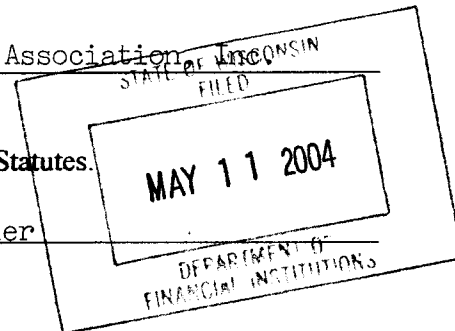 Association, Inc.
STATE OF WISCONSIN
FILED
Statutes.
MAY 11 2004
er
DEPARTMENT OF
FINANCIAL INSTITUTIONS